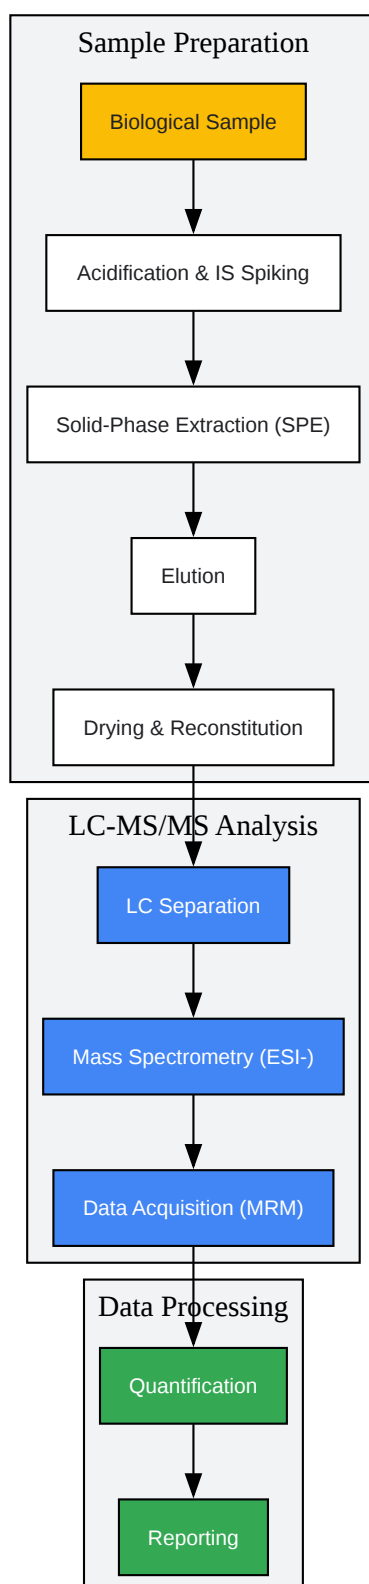 Sample Preparation
Biological Sample
Acidification & IS Spiking
Solid-Phase Extraction (SPE)
Elution
Drying & Reconstitution
LC-MS/MS Analysis
LC Separation
Mass Spectrometry (ESI-)
Data Acquisition (MRM)
Data Processing
Quantification
Reporting